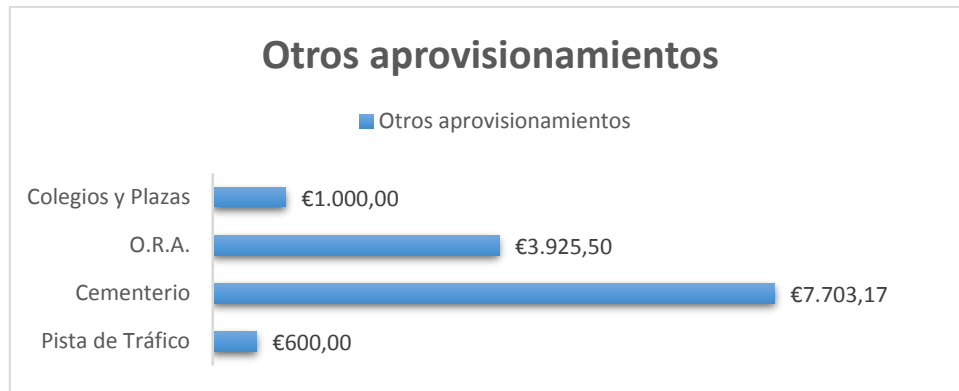 Otros aprovisionamientos
Otros aprovisionamientos
Colegios y Plazas €1.000,00
O.R.A. €3.925,50
Cementerio €7.703,17
Pista de Tráfico €600,00